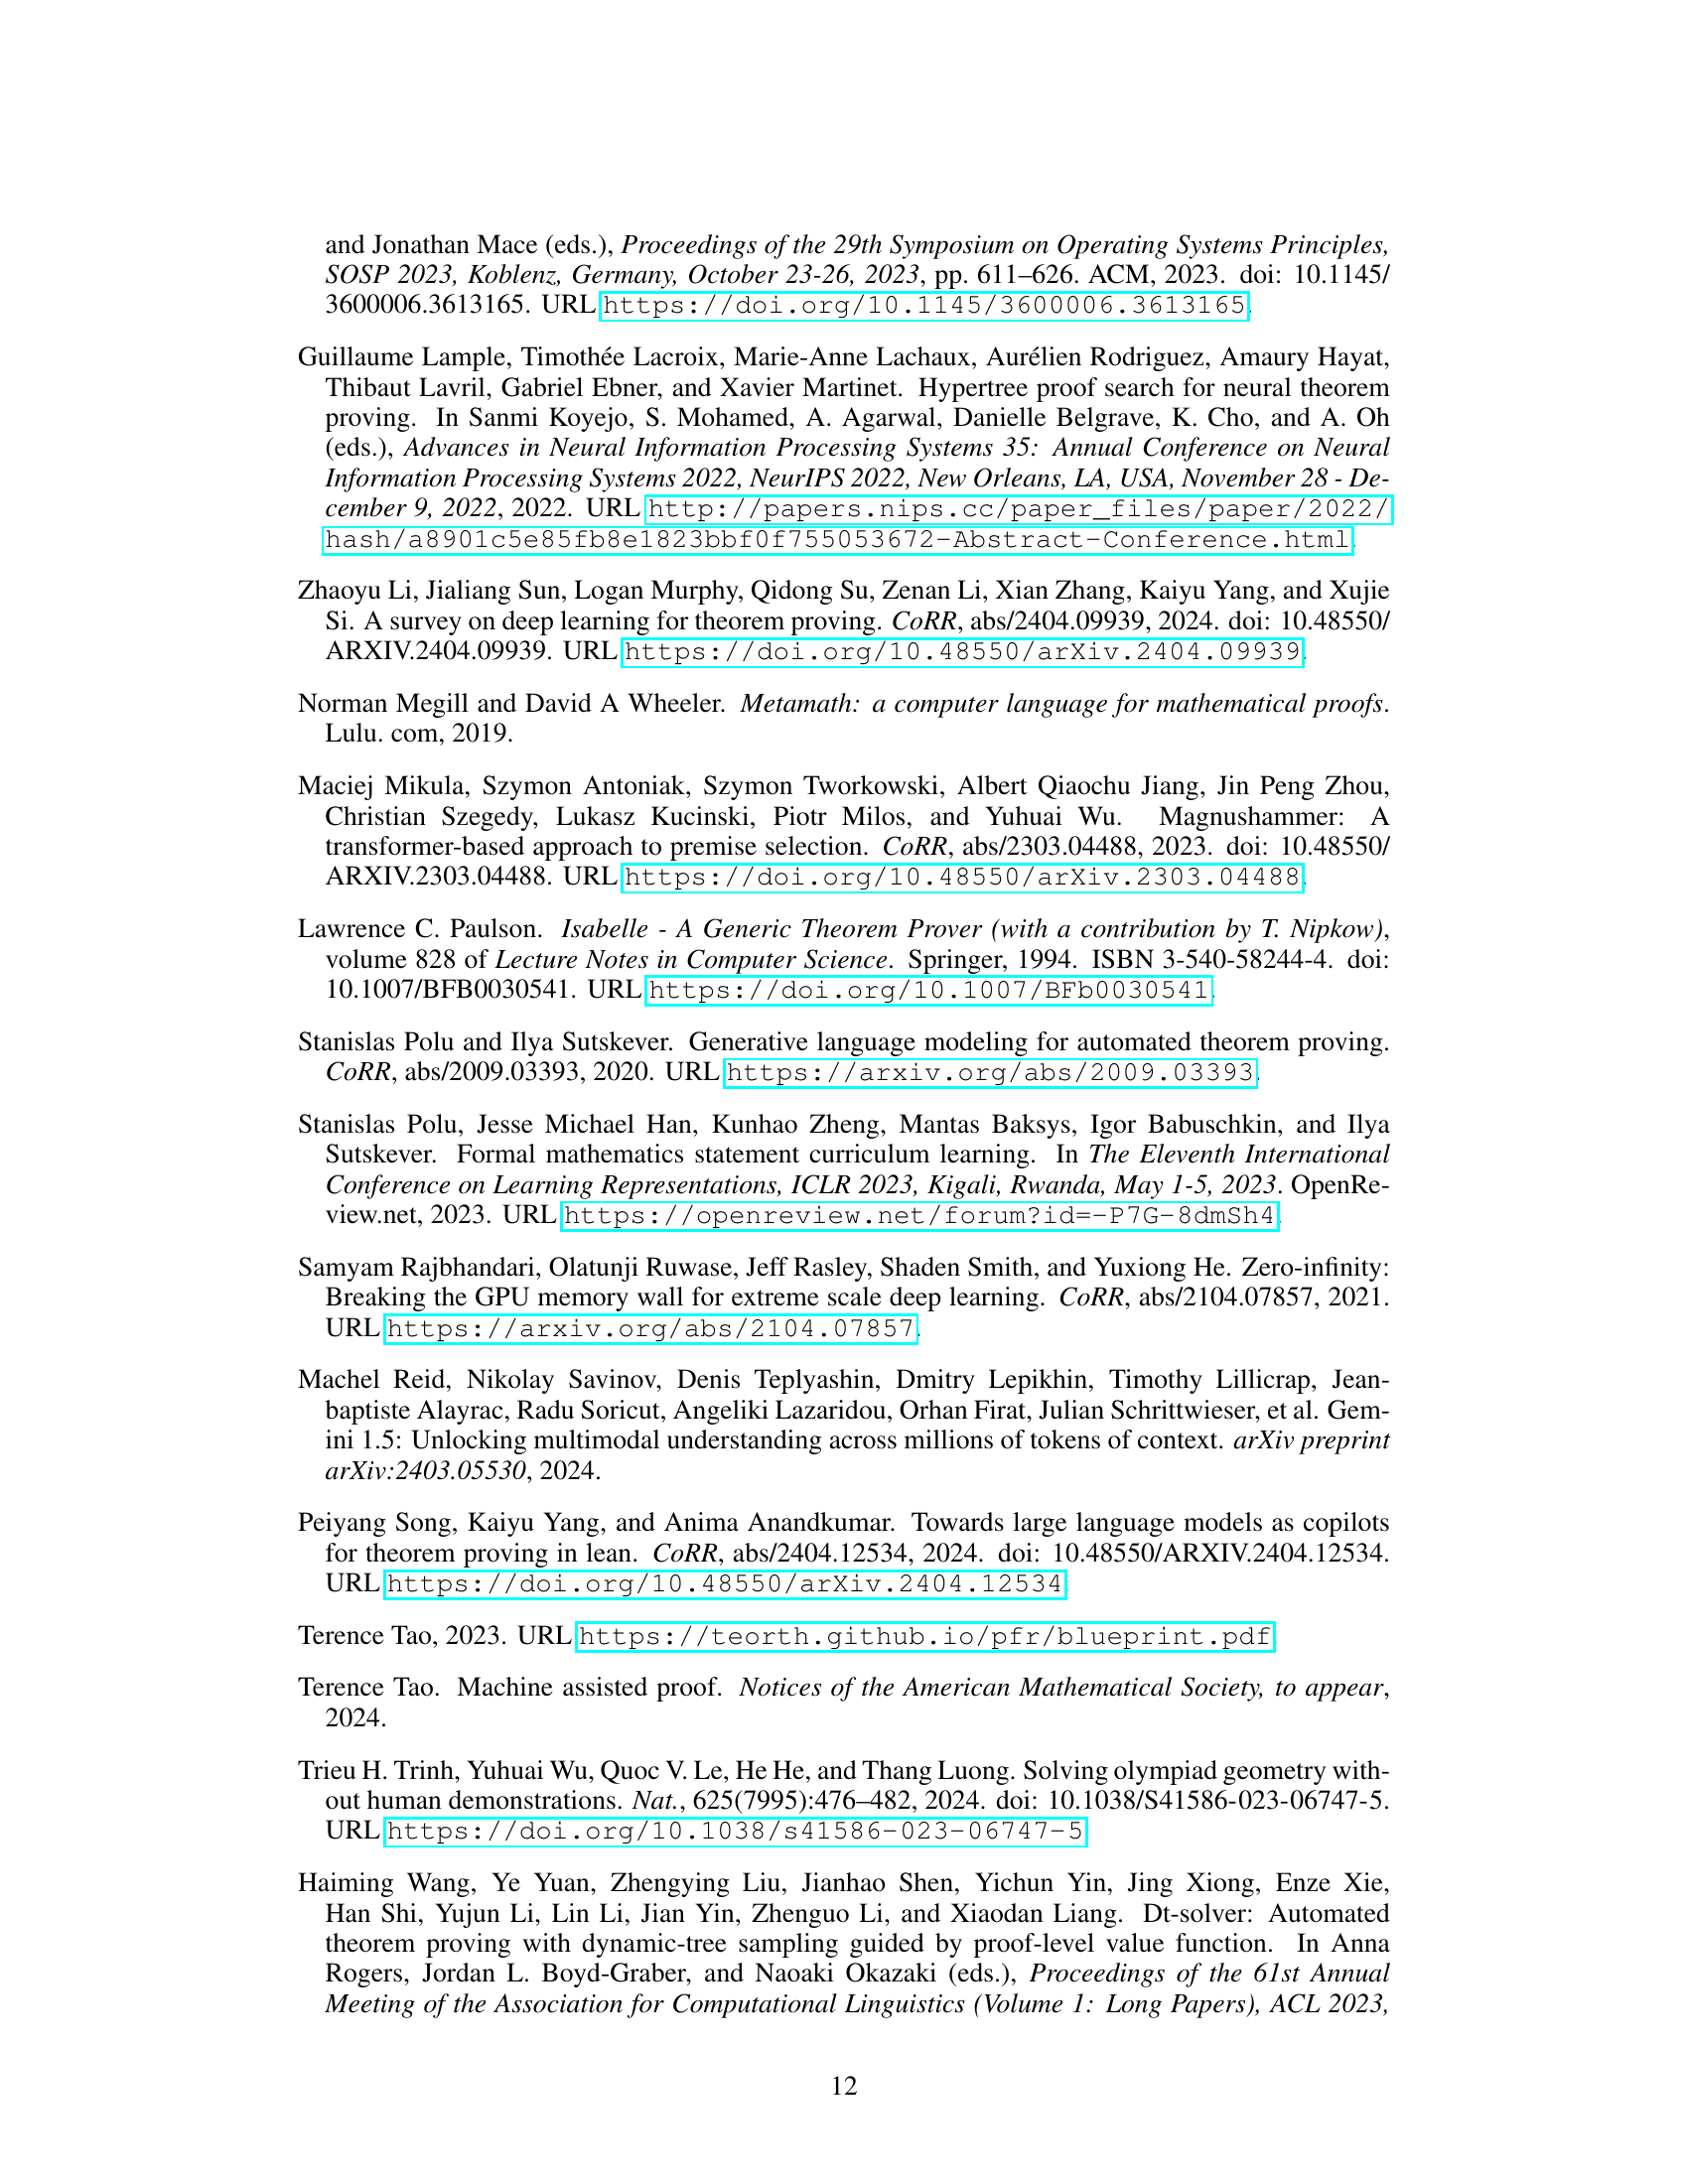 and Jonathan Mace (eds.), Proceedings of the 29th Symposium on Operating Systems Principles,
SOSP 2023, Koblenz, Germany, October 23-26, 2023, pp. 611–626. ACM, 2023. doi: 10.1145/
3600006.3613165. URL https://doi.org/10.1145/3600006.3613165.
Guillaume Lample, Timothée Lacroix, Marie-Anne Lachaux, Aurélien Rodriguez, Amaury Hayat,
Thibaut Lavril, Gabriel Ebner, and Xavier Martinet. Hypertree proof search for neural theorem
proving. In Sanmi Koyejo, S. Mohamed, A. Agarwal, Danielle Belgrave, K. Cho, and A. Oh
(eds.), Advances in Neural Information Processing Systems 35: Annual Conference on Neural
Information Processing Systems 2022, NeurIPS 2022, New Orleans, LA, USA, November 28 - De-
cember 9, 2022, 2022. URL http://papers.nips.cc/paper_files/paper/2022/
hash/a8901c5e85fb8e1823bbf0f755053672-Abstract-Conference.html.
Zhaoyu Li, Jialiang Sun, Logan Murphy, Qidong Su, Zenan Li, Xian Zhang, Kaiyu Yang, and Xujie
Si. A survey on deep learning for theorem proving. CoRR, abs/2404.09939, 2024. doi: 10.48550/
ARXIV.2404.09939. URL https://doi.org/10.48550/arXiv.2404.09939.
Norman Megill and David A Wheeler. Metamath: a computer language for mathematical proofs.
Lulu. com, 2019.
Maciej Mikula, Szymon Antoniak, Szymon Tworkowski, Albert Qiaochu Jiang, Jin Peng Zhou,
Christian Szegedy, Lukasz Kucinski, Piotr Milos, and Yuhuai Wu. Magnushammer: A
transformer-based approach to premise selection. CoRR, abs/2303.04488, 2023. doi: 10.48550/
ARXIV.2303.04488. URL https://doi.org/10.48550/arXiv.2303.04488.
Lawrence C. Paulson. Isabelle - A Generic Theorem Prover (with a contribution by T. Nipkow),
volume 828 of Lecture Notes in Computer Science. Springer, 1994. ISBN 3-540-58244-4. doi:
10.1007/BFB0030541. URL https://doi.org/10.1007/BFb0030541.
Stanislas Polu and Ilya Sutskever. Generative language modeling for automated theorem proving.
CoRR, abs/2009.03393, 2020. URL https://arxiv.org/abs/2009.03393.
Stanislas Polu, Jesse Michael Han, Kunhao Zheng, Mantas Baksys, Igor Babuschkin, and Ilya
Sutskever. Formal mathematics statement curriculum learning. In The Eleventh International
Conference on Learning Representations, ICLR 2023, Kigali, Rwanda, May 1-5, 2023. OpenRe-
view.net, 2023. URL https://openreview.net/forum?id=-P7G-8dmSh4.
Samyam Rajbhandari, Olatunji Ruwase, Jeff Rasley, Shaden Smith, and Yuxiong He. Zero-infinity:
Breaking the GPU memory wall for extreme scale deep learning. CoRR, abs/2104.07857, 2021.
URL https://arxiv.org/abs/2104.07857.
Machel Reid, Nikolay Savinov, Denis Teplyashin, Dmitry Lepikhin, Timothy Lillicrap, Jean-
baptiste Alayrac, Radu Soricut, Angeliki Lazaridou, Orhan Firat, Julian Schrittwieser, et al. Gem-
ini 1.5: Unlocking multimodal understanding across millions of tokens of context. arXiv preprint
arXiv:2403.05530, 2024.
Peiyang Song, Kaiyu Yang, and Anima Anandkumar. Towards large language models as copilots
for theorem proving in lean. CoRR, abs/2404.12534, 2024. doi: 10.48550/ARXIV.2404.12534.
URL https://doi.org/10.48550/arXiv.2404.12534.
Terence Tao, 2023. URL https://teorth.github.io/pfr/blueprint.pdf.
Terence Tao. Machine assisted proof. Notices of the American Mathematical Society, to appear,
2024.
Trieu H. Trinh, Yuhuai Wu, Quoc V. Le, He He, and Thang Luong. Solving olympiad geometry with-
out human demonstrations. Nat., 625(7995):476–482, 2024. doi: 10.1038/S41586-023-06747-5.
URL https://doi.org/10.1038/s41586-023-06747-5.
Haiming Wang, Ye Yuan, Zhengying Liu, Jianhao Shen, Yichun Yin, Jing Xiong, Enze Xie,
Han Shi, Yujun Li, Lin Li, Jian Yin, Zhenguo Li, and Xiaodan Liang. Dt-solver: Automated
theorem proving with dynamic-tree sampling guided by proof-level value function. In Anna
Rogers, Jordan L. Boyd-Graber, and Naoaki Okazaki (eds.), Proceedings of the 61st Annual
Meeting of the Association for Computational Linguistics (Volume 1: Long Papers), ACL 2023,
12